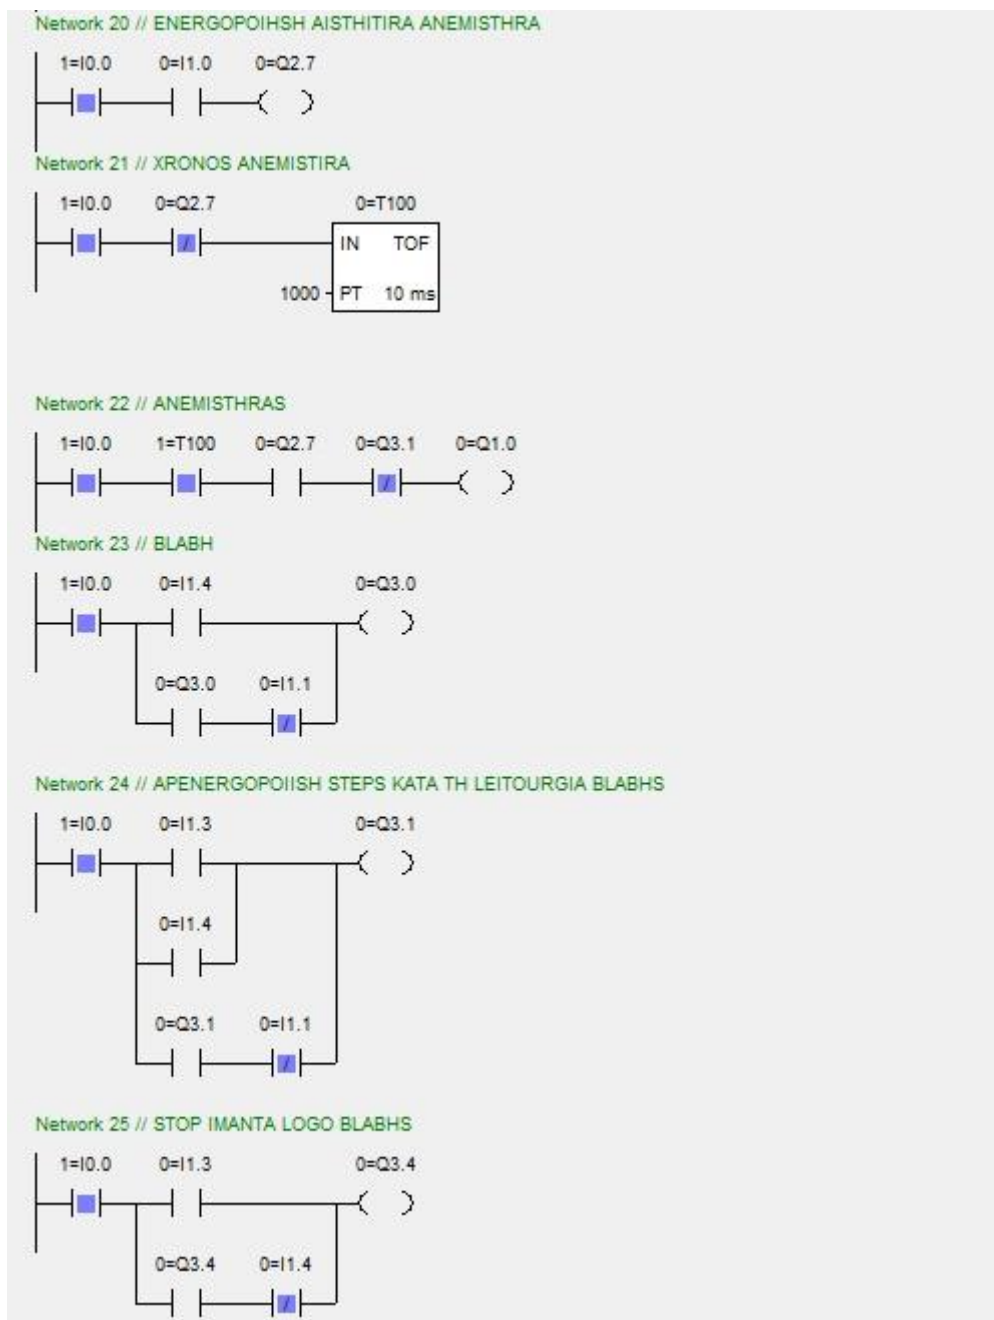 Network 20 // ENERGOPOIHSH AISTHITIRA ANEMISTHRA
1=I0.0 0=I1.0 0=Q2.7
Network 21 // XRONOS ANEMISTIRA
1=I0.0 0=Q2.7 0=T100
IN TOF
1000 PT 10 ms
Network 22 // ANEMISTHRAS
1=I0.0 1=T100 0=Q2.7 0=Q3.1 0=Q1.0
Network 23 // BLABH
1=I0.0 0=I1.4 0=Q3.0
0=Q3.0 0=I1.1
Network 24 // APENERGOPOIISH STEPS KATA TH LEITOURGIA BLABHS
1=I0.0 0=I1.3 0=Q3.1
0=I1.4
0=Q3.1 0=I1.1
Network 25 // STOP IMANTA LOGO BLABHS
1=I0.0 0=I1.3 0=Q3.4
0=Q3.4 0=I1.4